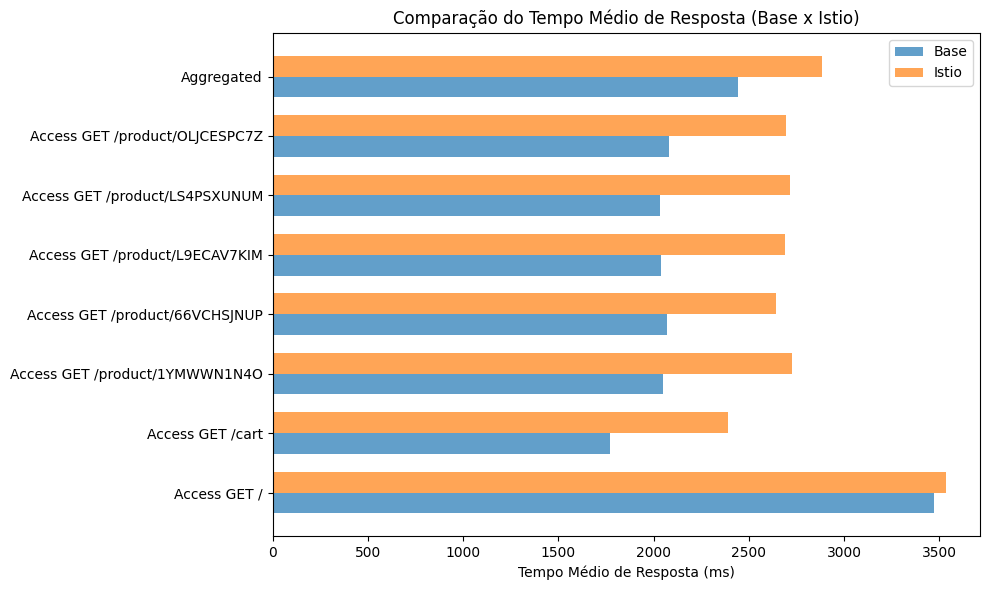 Comparação do Tempo Médio de Resposta (Base x Istio)
Base
Istio
Aggregated
Access GET /product/OLJCESPC7Z
Access GET /product/LS4PSXUNUM
Access GET /product/L9ECAV7KIM
Access GET /product/66VCHSJNUP
Access GET /product/1YMWWN1N4O
Access GET /cart
Access GET /
0 500 1000 1500 2000 2500 3000 3500
Tempo Médio de Resposta (ms)